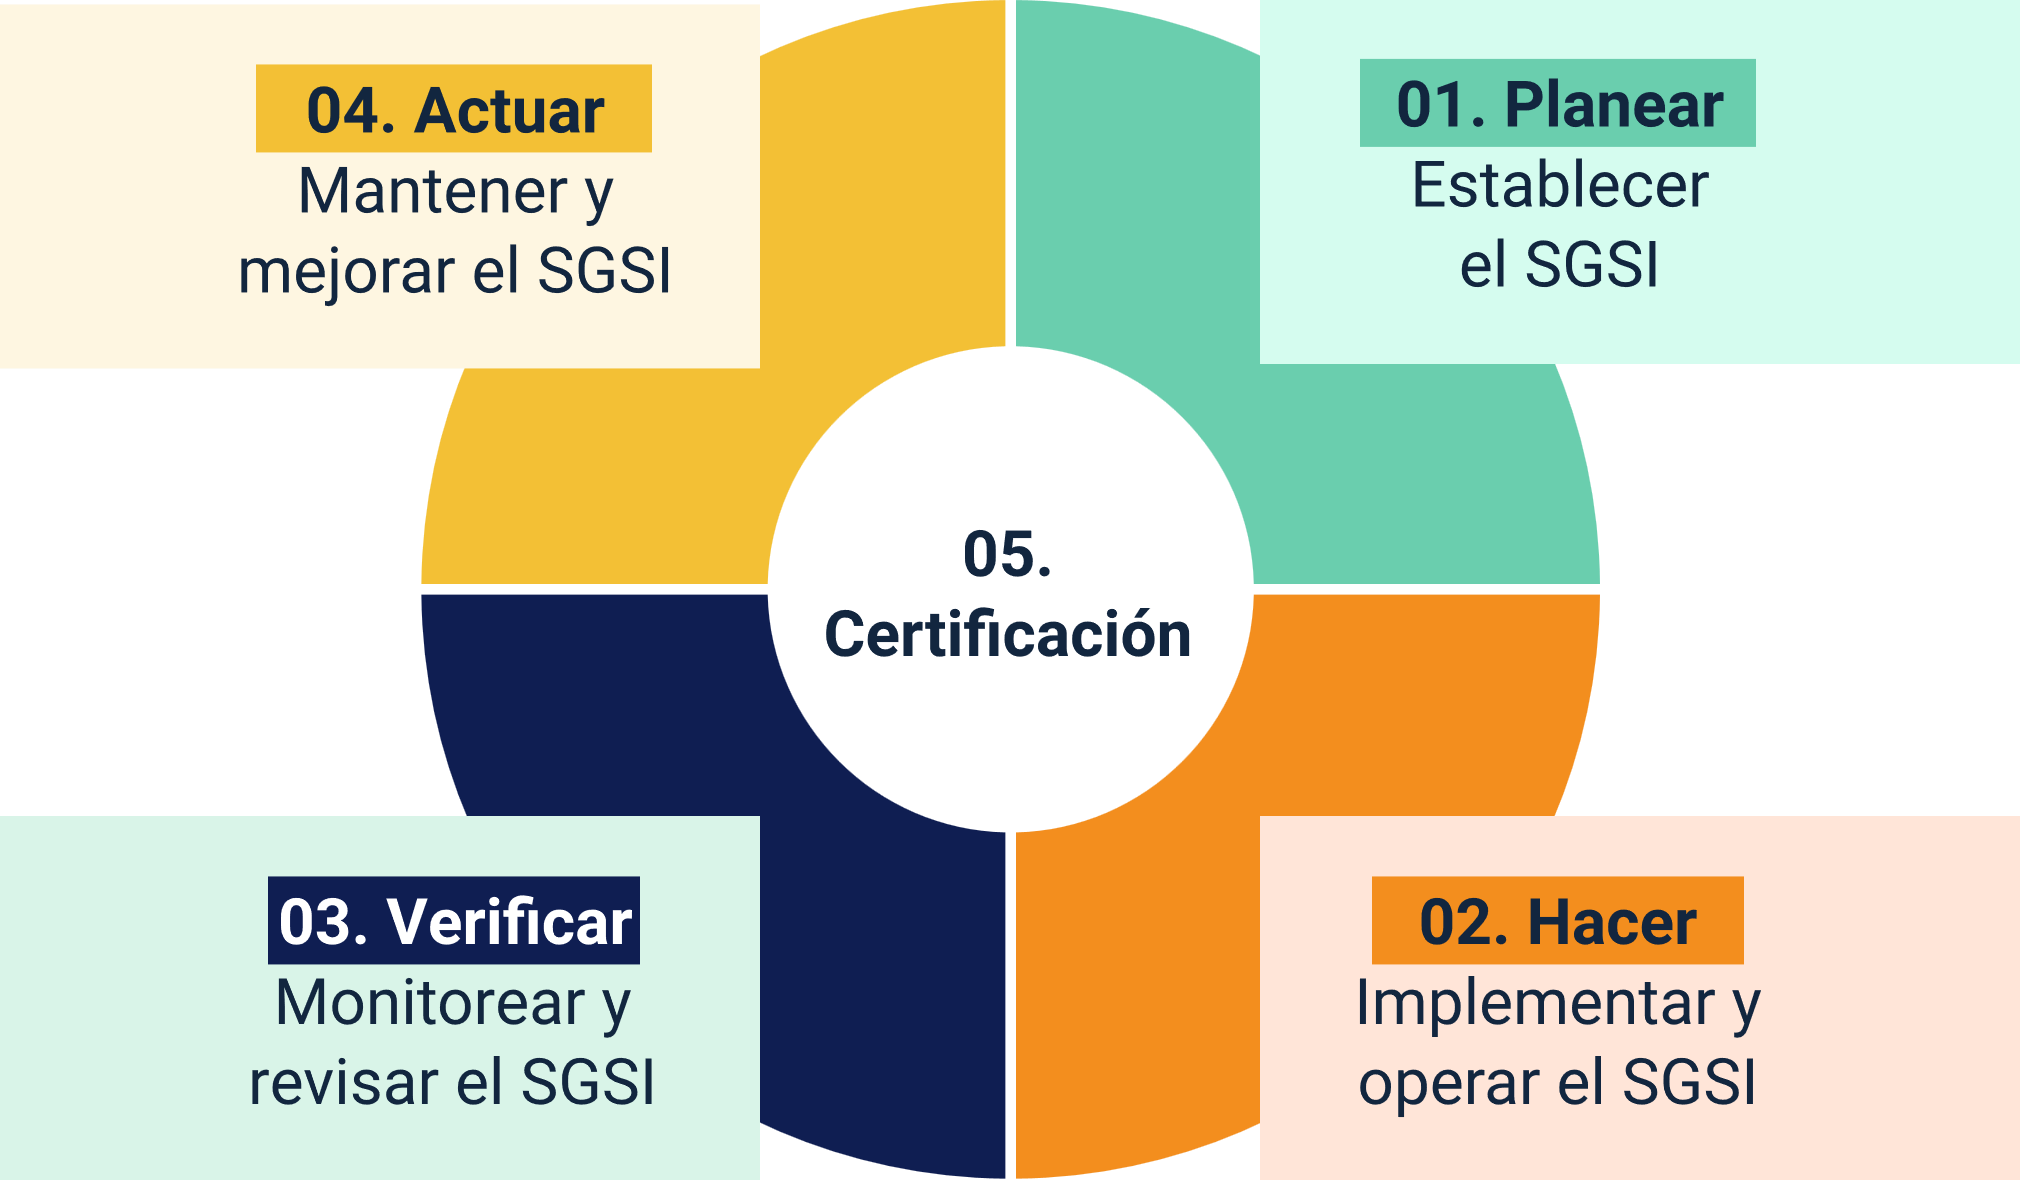 04. Actuar
Mantener y
mejorar el SGSI
01. Planear
Establecer
el SGSI
05.
Certificación
03. Verificar
Monitorear y
revisar el SGSI
02. Hacer
Implementar y
operar el SGSI